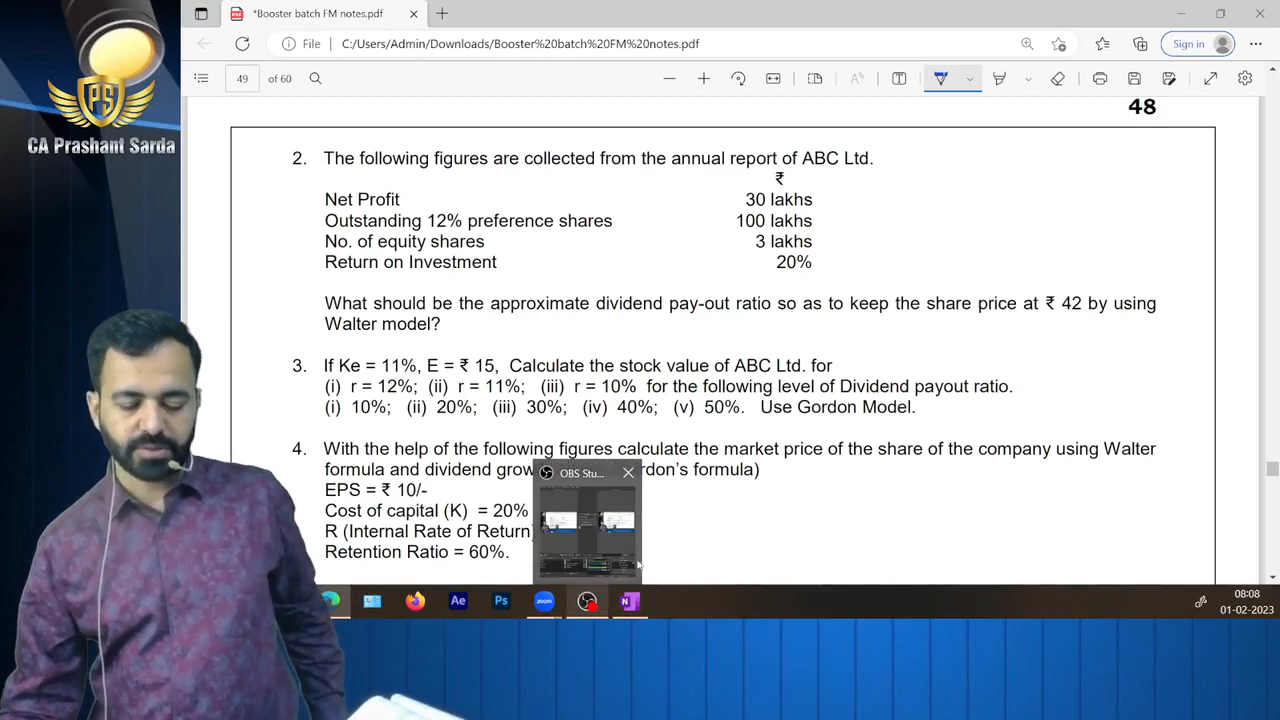 *Booster batch FM notes.pdf
File
C:/Users/Admin/Downloads/Booster%20batch%20FM%20notes.pdf
Sign in
49 of 60
PS
CA Prashant Sarda
48
2. The following figures are collected from the annual report of ABC Ltd.
₹
Net Profit 30 lakhs
Outstanding 12% preference shares 100 lakhs
No. of equity shares 3 lakhs
Return on Investment 20%
What should be the approximate dividend pay-out ratio so as to keep the share price at ₹ 42 by using
Walter model?
3. If Ke = 11%, E = ₹ 15, Calculate the stock value of ABC Ltd. for
(i) r = 12%; (ii) r = 11%; (iii) r = 10% for the following level of Dividend payout ratio.
(i) 10%; (ii) 20%; (iii) 30%; (iv) 40%; (v) 50%. Use Gordon Model.
4. With the help of the following figures calculate the market price of the share of the company using Walter
formula and dividend grow rdon's formula)
OBS Stu...
EPS = ₹ 10/-
Cost of capital (K) = 20%
R (Internal Rate of Return)
Retention Ratio = 60%.
Ae
Ps
zoom
N
08:08
01-02-2023